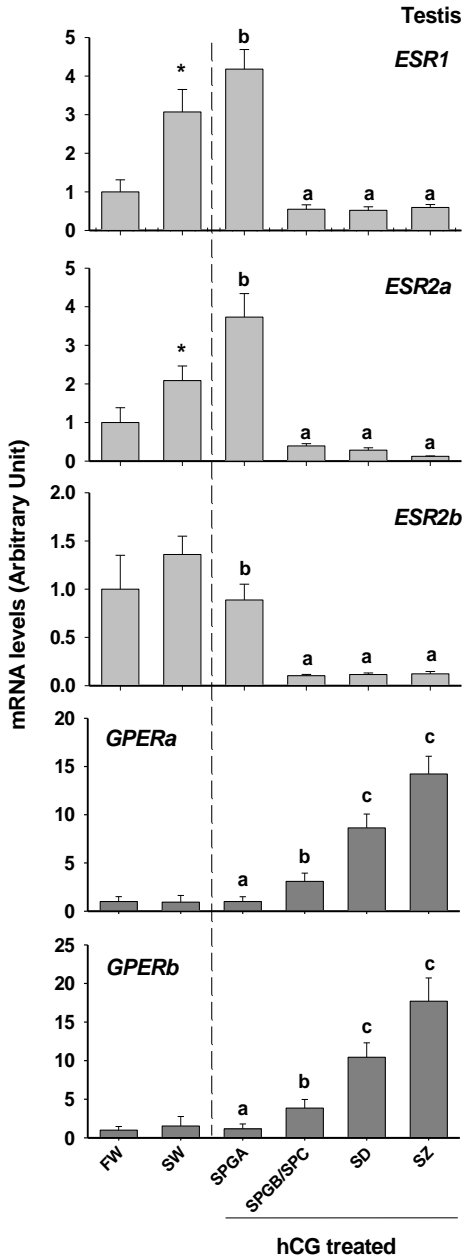 Testis
ESR1
5
4
3
2
1
0
*
b
a
a
a
ESR2a
5
4
3
2
1
0
*
b
a
a
a
ESR2b
2.0
1.5
1.0
0.5
0.0
b
a
a
a
GPERa
20
15
10
5
0
a
b
c
c
GPERb
25
20
15
10
5
0
a
b
c
c
mRNA levels (Arbitrary Unit)
FW
SW
SPGA
SPGB/SPC
SD
SZ
hCG treated